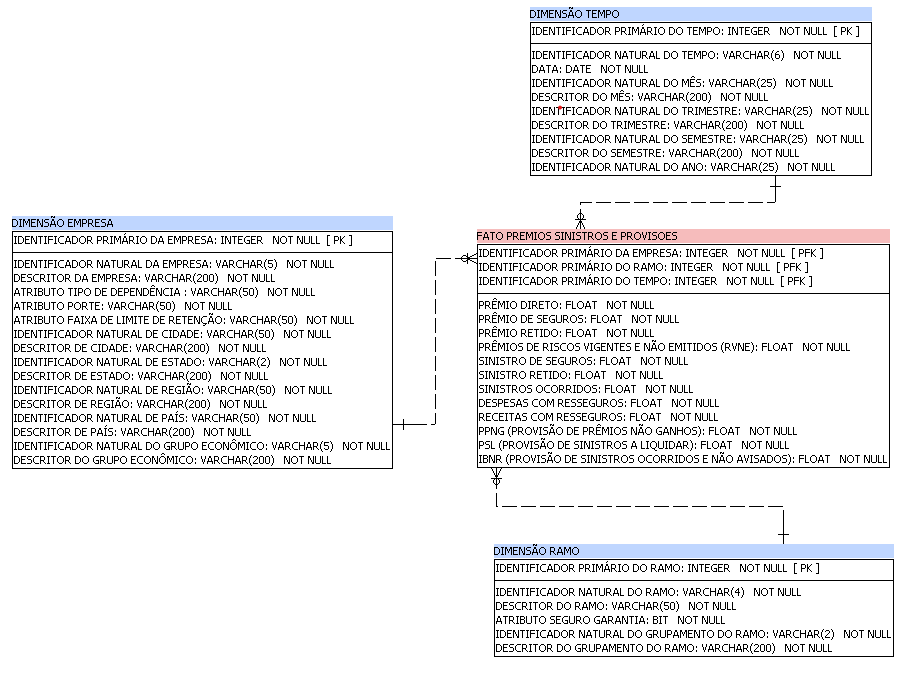 DIMENSÃO TEMPO
IDENTIFICADOR PRIMÁRIO DO TEMPO: INTEGER NOT NULL [ PK ]
IDENTIFICADOR NATURAL DO TEMPO: VARCHAR(6) NOT NULL
DATA: DATE NOT NULL
IDENTIFICADOR NATURAL DO MÊS: VARCHAR(25) NOT NULL
DESCRITOR DO MÊS: VARCHAR(200) NOT NULL
IDENTIFICADOR NATURAL DO TRIMESTRE: VARCHAR(25) NOT NULL
DESCRITOR DO TRIMESTRE: VARCHAR(200) NOT NULL
IDENTIFICADOR NATURAL DO SEMESTRE: VARCHAR(25) NOT NULL
DESCRITOR DO SEMESTRE: VARCHAR(200) NOT NULL
IDENTIFICADOR NATURAL DO ANO: VARCHAR(25) NOT NULL
DIMENSÃO EMPRESA
IDENTIFICADOR PRIMÁRIO DA EMPRESA: INTEGER NOT NULL [ PK ]
IDENTIFICADOR NATURAL DA EMPRESA: VARCHAR(5) NOT NULL
DESCRITOR DA EMPRESA: VARCHAR(200) NOT NULL
ATRIBUTO TIPO DE DEPENDÊNCIA : VARCHAR(50) NOT NULL
ATRIBUTO PORTE: VARCHAR(50) NOT NULL
ATRIBUTO FAIXA DE LIMITE DE RETENÇÃO: VARCHAR(50) NOT NULL
IDENTIFICADOR NATURAL DE CIDADE: VARCHAR(50) NOT NULL
DESCRITOR DE CIDADE: VARCHAR(200) NOT NULL
IDENTIFICADOR NATURAL DE ESTADO: VARCHAR(2) NOT NULL
DESCRITOR DE ESTADO: VARCHAR(200) NOT NULL
IDENTIFICADOR NATURAL DE REGIÃO: VARCHAR(50) NOT NULL
DESCRITOR DE REGIÃO: VARCHAR(200) NOT NULL
IDENTIFICADOR NATURAL DE PAÍS: VARCHAR(50) NOT NULL
DESCRITOR DE PAÍS: VARCHAR(200) NOT NULL
IDENTIFICADOR NATURAL DO GRUPO ECONÔMICO: VARCHAR(5) NOT NULL
DESCRITOR DO GRUPO ECONÔMICO: VARCHAR(200) NOT NULL
FATO PREMIOS SINISTROS E PROVISOES
IDENTIFICADOR PRIMÁRIO DA EMPRESA: INTEGER NOT NULL [ PFK ]
IDENTIFICADOR PRIMÁRIO DO RAMO: INTEGER NOT NULL [ PFK ]
IDENTIFICADOR PRIMÁRIO DO TEMPO: INTEGER NOT NULL [ PFK ]
PRÊMIO DIRETO: FLOAT NOT NULL
PRÊMIO DE SEGUROS: FLOAT NOT NULL
PRÊMIO RETIDO: FLOAT NOT NULL
PRÊMIOS DE RISCOS VIGENTES E NÃO EMITIDOS (RVNE): FLOAT NOT NULL
SINISTRO DE SEGUROS: FLOAT NOT NULL
SINISTRO RETIDO: FLOAT NOT NULL
SINISTROS OCORRIDOS: FLOAT NOT NULL
DESPESAS COM RESSEGUROS: FLOAT NOT NULL
RECEITAS COM RESSEGUROS: FLOAT NOT NULL
PPNG (PROVISÃO DE PRÊMIOS NÃO GANHOS): FLOAT NOT NULL
PSL (PROVISÃO DE SINISTROS A LIQUIDAR): FLOAT NOT NULL
IBNR (PROVISÃO DE SINISTROS OCORRIDOS E NÃO AVISADOS): FLOAT NOT NULL
DIMENSÃO RAMO
IDENTIFICADOR PRIMÁRIO DO RAMO: INTEGER NOT NULL [ PK ]
IDENTIFICADOR NATURAL DO RAMO: VARCHAR(4) NOT NULL
DESCRITOR DO RAMO: VARCHAR(50) NOT NULL
ATRIBUTO SEGURO GARANTIA: BIT NOT NULL
IDENTIFICADOR NATURAL DO GRUPAMENTO DO RAMO: VARCHAR(2) NOT NULL
DESCRITOR DO GRUPAMENTO DO RAMO: VARCHAR(200) NOT NULL